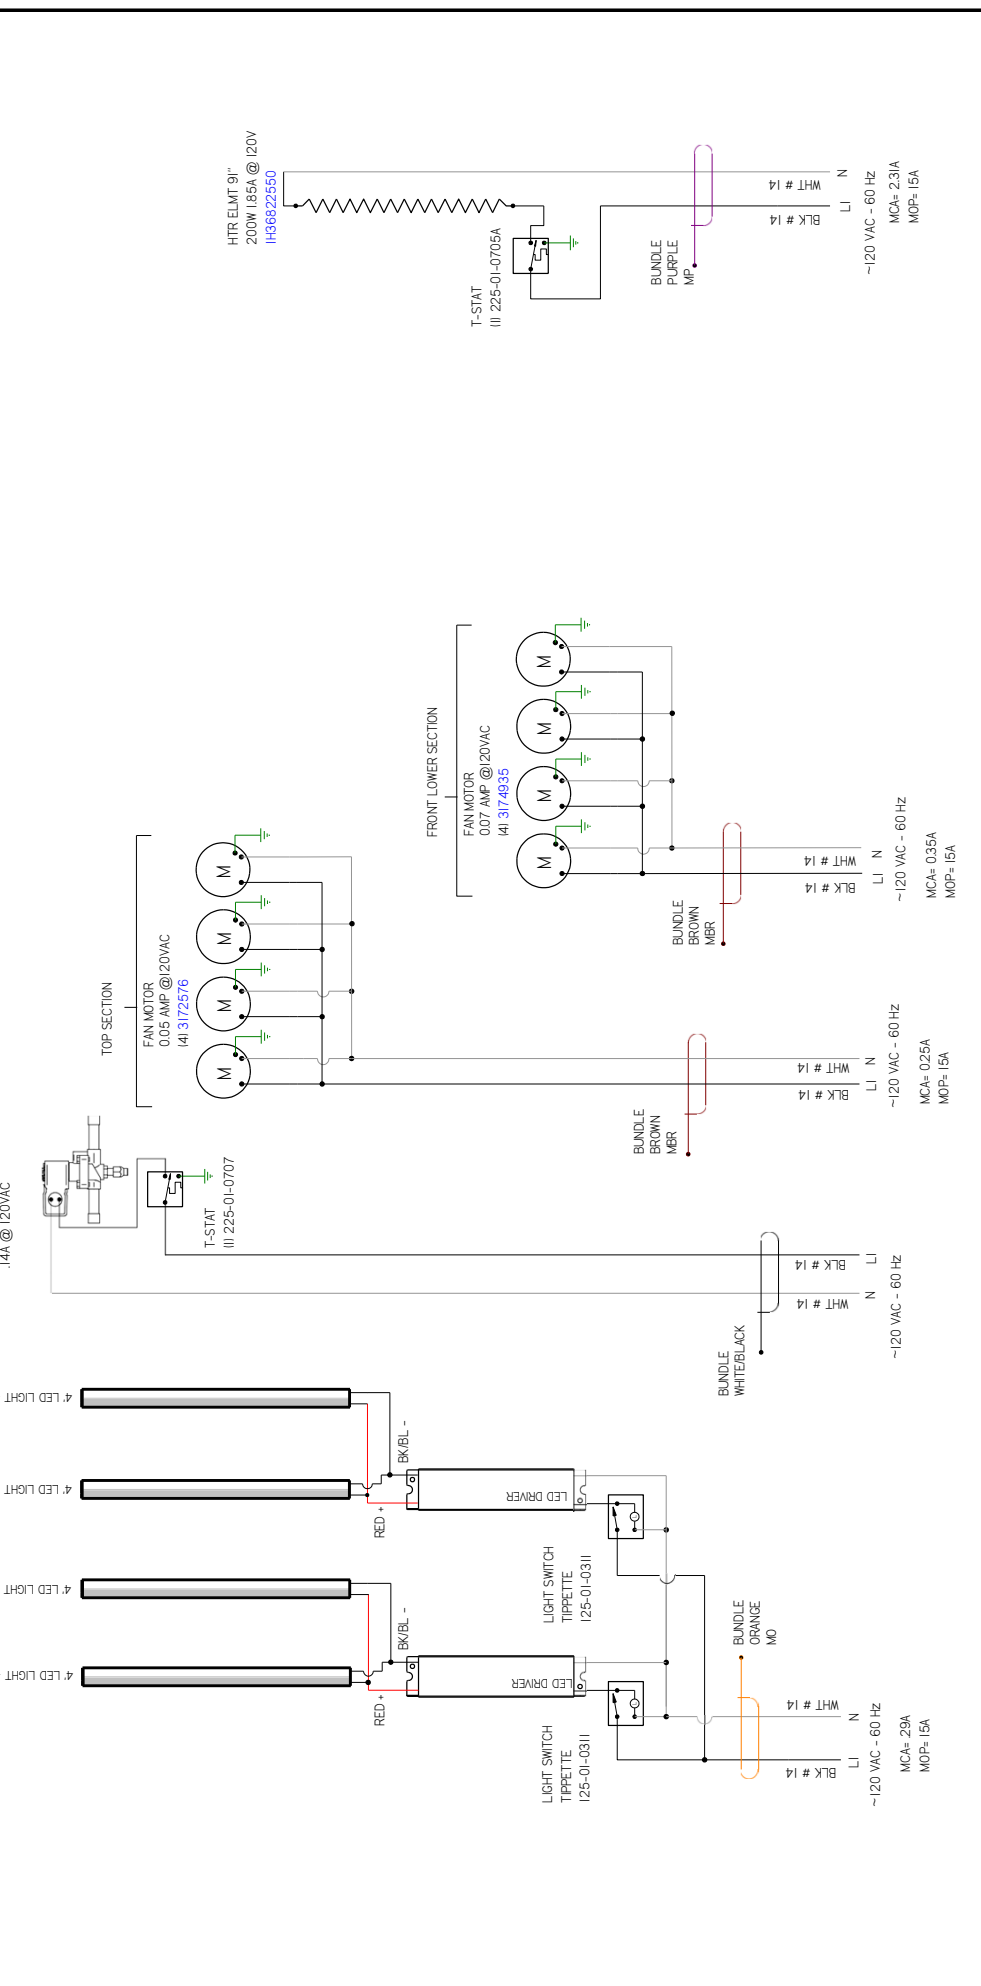 HTR ELMT 91"
200W 1.85A @ 120V
1H36822550
T-STAT
(1) 225-01-0705A
BUNDLE
PURPLE
MP
WHT # 14
BLK # 14
N
L1
~120 VAC - 60 Hz
MCA= 2.31A
MOP= 15A
FRONT LOWER SECTION
FAN MOTOR
0.07 AMP @120VAC
(4) 3174935
M
M
M
M
BUNDLE
BROWN
MBR
WHT # 14
BLK # 14
N
L1
~120 VAC - 60 Hz
MCA= 0.35A
MOP= 15A
TOP SECTION
FAN MOTOR
0.05 AMP @120VAC
(4) 3172576
M
M
M
M
BUNDLE
BROWN
MBR
WHT # 14
BLK # 14
N
L1
~120 VAC - 60 Hz
MCA= 0.25A
MOP= 15A
.14A @ 120VAC
T-STAT
(1) 225-01-0707
BUNDLE
WHITE/BLACK
BLK # 14
WHT # 14
L1
N
~120 VAC - 60 Hz
4' LED LIGHT
4' LED LIGHT
4' LED LIGHT
4' LED LIGHT
BK/BL -
RED +
LED DRIVER
LIGHT SWITCH
TIPPETTE
125-01-0311
L
BK/BL -
RED +
LED DRIVER
LIGHT SWITCH
TIPPETTE
125-01-0311
L
BUNDLE
ORANGE
MO
WHT # 14
BLK # 14
N
L1
~120 VAC - 60 Hz
MCA= .29A
MOP= 15A